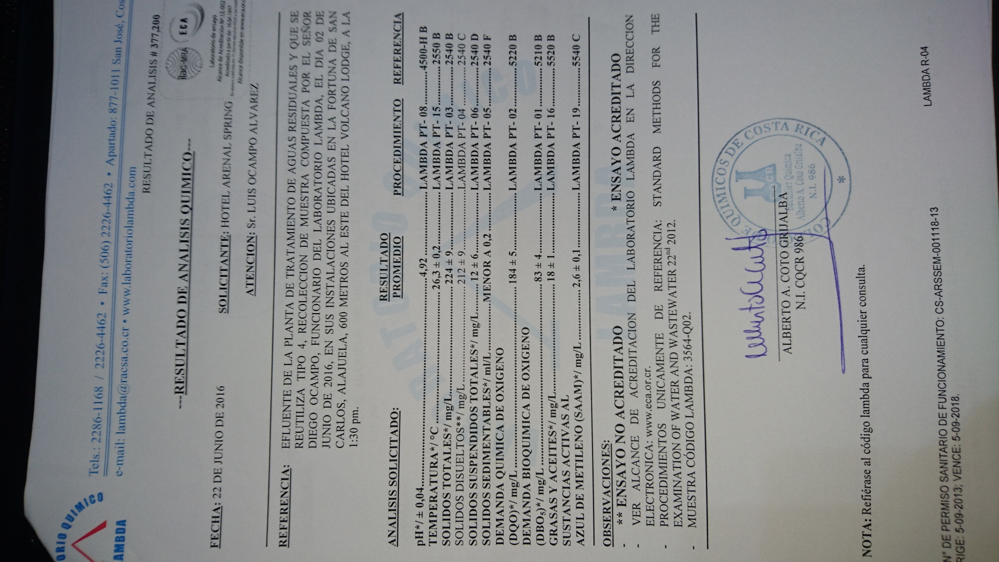 ORIO QUIMICO
AMBDA
Tels.: 2286-1168 / 2226-4462 • Fax: (506) 2226-4462 • Apartado: 877-1011 San José, Cos
e-mail: lambda@racsa.co.cr • www.laboratoriolambda.com
RESULTADO DE ANALISIS # 377,200
ilac-MRA
ECA
Laboratorio de ensayo
Alcance de Acreditación Nº LE-002
Acreditado a partir de: 16.04.1997
Alcance disponible en www.eca.or.cr
---RESULTADO DE ANALISIS QUIMICO---
FECHA: 22 DE JUNIO DE 2016
SOLICITANTE: HOTEL ARENAL SPRING
ATENCION: Sr. LUIS OCAMPO ALVAREZ
REFERENCIA: EFLUENTE DE LA PLANTA DE TRATAMIENTO DE AGUAS RESIDUALES Y QUE SE
REUTILIZA TIPO 4, RECOLECCION DE MUESTRA COMPUESTA POR EL SEÑOR
DIEGO OCAMPO, FUNCIONARIO DEL LABORATORIO LAMBDA, EL DIA 02 DE
JUNIO DE 2016, EN SUS INSTALACIONES UBICADAS EN LA FORTUNA DE SAN
CARLOS, ALAJUELA, 600 METROS AL ESTE DEL HOTEL VOLCANO LODGE, A LA
1:30 pm.
RESULTADO
ANALISIS SOLICITADO: PROMEDIO PROCEDIMIENTO REFERENCIA
pH*/ ± 0,04..........4,92 .......... LAMBDA PT- 08..........4500-H B
TEMPERATURA*/ °C .......... 26,3 ± 0,2.......... LAMBDA PT- 15..........2550 B
SOLIDOS TOTALES*/ mg/L.......... 224 ± 9.......... LAMBDA PT- 03..........2540 B
SOLIDOS DISUELTOS**/ mg/L.......... 212 ± 9.......... LAMBDA PT- 04..........2540 C
SOLIDOS SUSPENDIDOS TOTALES*/ mg/L.......... 12 ± 6.......... LAMBDA PT- 06..........2540 D
SOLIDOS SEDIMENTABLES*/ ml/L..........MENOR A 0,2 .......... LAMBDA PT- 05..........2540 F
DEMANDA QUIMICA DE OXIGENO
(DQO)*/ mg/L.......... 184 ± 5.......... LAMBDA PT- 02..........5220 B
DEMANDA BIOQUIMICA DE OXIGENO
(DBO5)*/ mg/L.......... 83 ± 4.......... LAMBDA PT- 01..........5210 B
GRASAS Y ACEITES*/ mg/L.......... 18 ± 1.......... LAMBDA PT- 16..........5520 B
SUSTANCIAS ACTIVAS AL
AZUL DE METILENO (SAAM)*/ mg/L.......... 2,6 ± 0,1.......... LAMBDA PT- 19..........5540 C
OBSERVACIONES:
- ** ENSAYO NO ACREDITADO * ENSAYO ACREDITADO
- VER ALCANCE DE ACREDITACION DEL LABORATORIO LAMBDA EN LA DIRECCION
ELECTRONICA: www.eca.or.cr.
- PROCEDIMIENTOS UNICAMENTE DE REFERENCIA: STANDARD METHODS FOR THE
EXAMINATION OF WATER AND WASTEWATER 22nd 2012.
- MUESTRA CÓDIGO LAMBDA: 3564-Q02.
QUIMICOS DE COSTA RICA
CQCR
Bachiller Química
Alberto A. Coto Grijalba
N.I. 986
ALBERTO A. COTO GRIJALBA
N.I. CQCR 986
NOTA: Refiérase al código lambda para cualquier consulta.
LAMBDA R-04
N° DE PERMISO SANITARIO DE FUNCIONAMIENTO: CS-ARSSEM-001118-13
RIGE: 5-09-2013; VENCE: 5-09-2018.